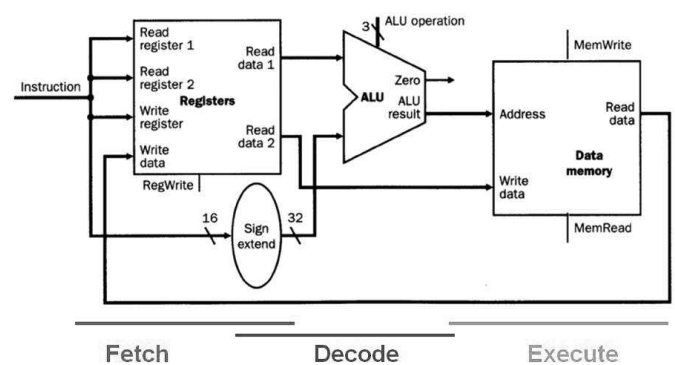 3
ALU operation
Instruction
Read
register 1
Read
register 2
Write
register
Write
data
Registers
Read
data 1
Read
data 2
RegWrite
16
Sign
extend
32
ALU
Zero
ALU
result
MemWrite
Address
Read
data
Data
memory
Write
data
MemRead
Fetch
Decode
Execute